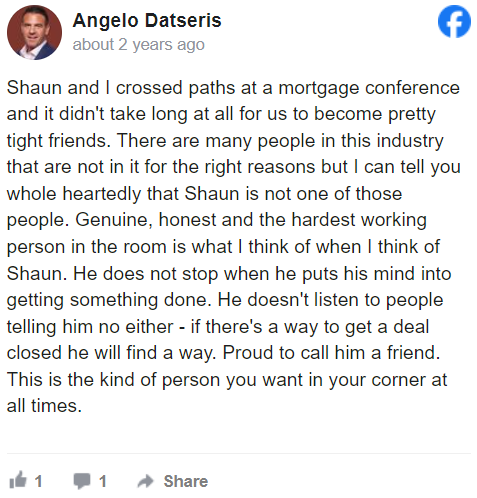 Angelo Datseris
about 2 years ago
Shaun and I crossed paths at a mortgage conference
and it didn't take long at all for us to become pretty
tight friends. There are many people in this industry
that are not in it for the right reasons but I can tell you
whole heartedly that Shaun is not one of those
people. Genuine, honest and the hardest working
person in the room is what I think of when I think of
Shaun. He does not stop when he puts his mind into
getting something done. He doesn't listen to people
telling him no either - if there's a way to get a deal
closed he will find a way. Proud to call him a friend.
This is the kind of person you want in your corner at
all times.
1 1 Share